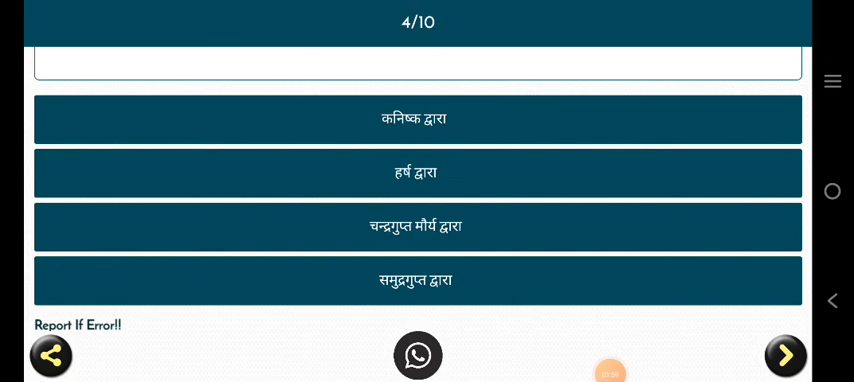 4/10
कनिष्क द्वारा
हर्ष द्वारा
चन्द्रगुप्त मौर्य द्वारा
समुद्रगुप्त द्वारा
Report If Error!!